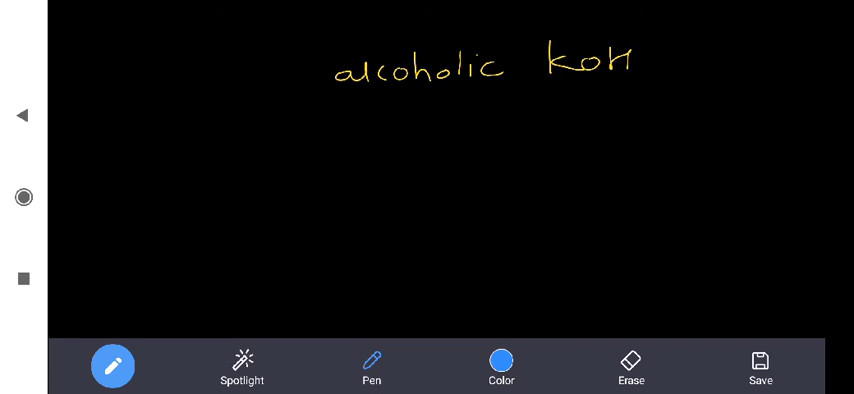 alcoholic KOH
Spotlight
Pen
Color
Erase
Save